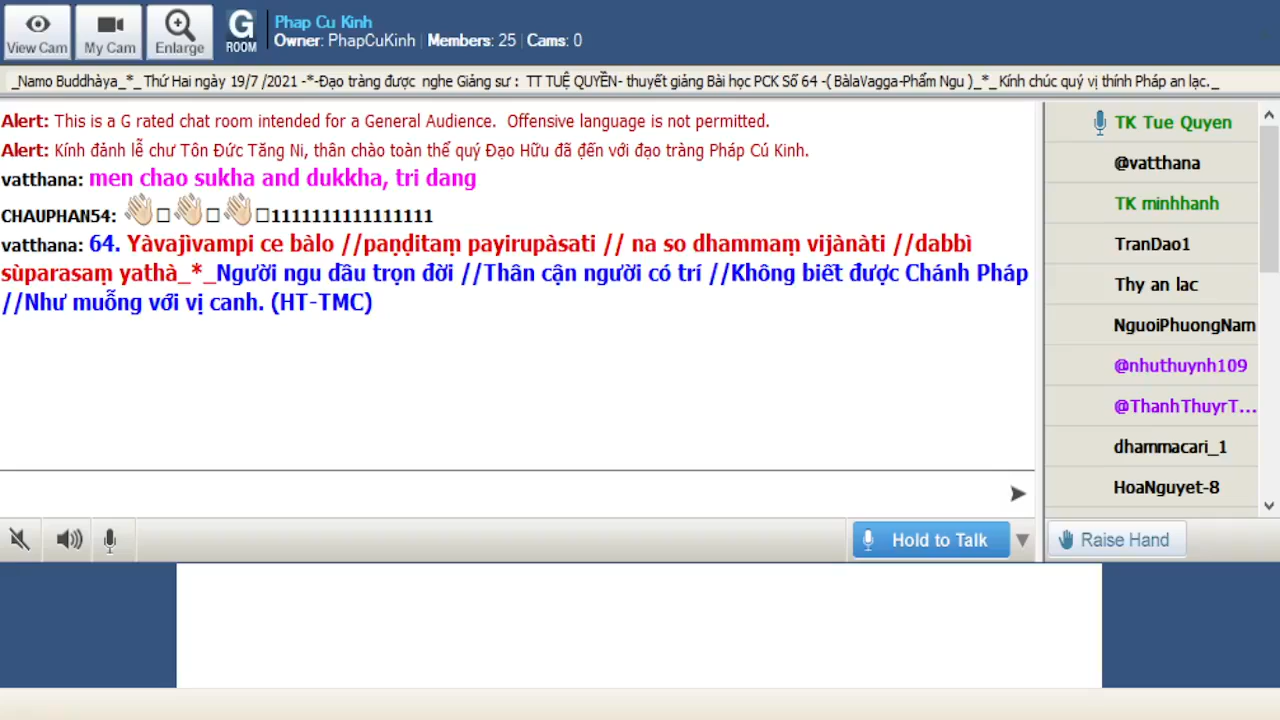 View Cam
My Cam
Enlarge
G
ROOM
Phap Cu Kinh
Owner: PhapCuKinh | Members: 25 | Cams: 0
_Namo Buddhàya_*_ Thứ Hai ngày 19/7 /2021 -*-Đạo tràng được nghe Giảng sư : TT TUỆ QUYỀN- thuyết giảng Bài học PCK Số 64 -( BàlaVagga-Phẩm Ngu )_*_ Kính chúc quý vị thính Pháp an lạc._
Alert: This is a G rated chat room intended for a General Audience. Offensive language is not permitted.
Alert: Kính đảnh lễ chư Tôn Đức Tăng Ni, thân chào toàn thể quý Đạo Hữu đã đến với đạo tràng Pháp Cú Kinh.
vatthana: men chao sukha and dukkha, tri dang
CHAUPHAN54: 👋🏻□👋🏻□👋🏻□1111111111111111
vatthana: 64. Yàvajìvampi ce bàlo //paṇḍitaṃ payirupàsati // na so dhammaṃ vijànàti //dabbì
sùparasaṃ yathà_*_Người ngu dầu trọn đời //Thân cận người có trí //Không biết được Chánh Pháp
//Như muỗng với vị canh. (HT-TMC)
TK Tue Quyen
@vatthana
TK minhhanh
TranDao1
Thy an lac
NguoiPhuongNam
@nhuthuynh109
@ThanhThuyrT...
dhammacari_1
HoaNguyet-8
Hold to Talk
Raise Hand